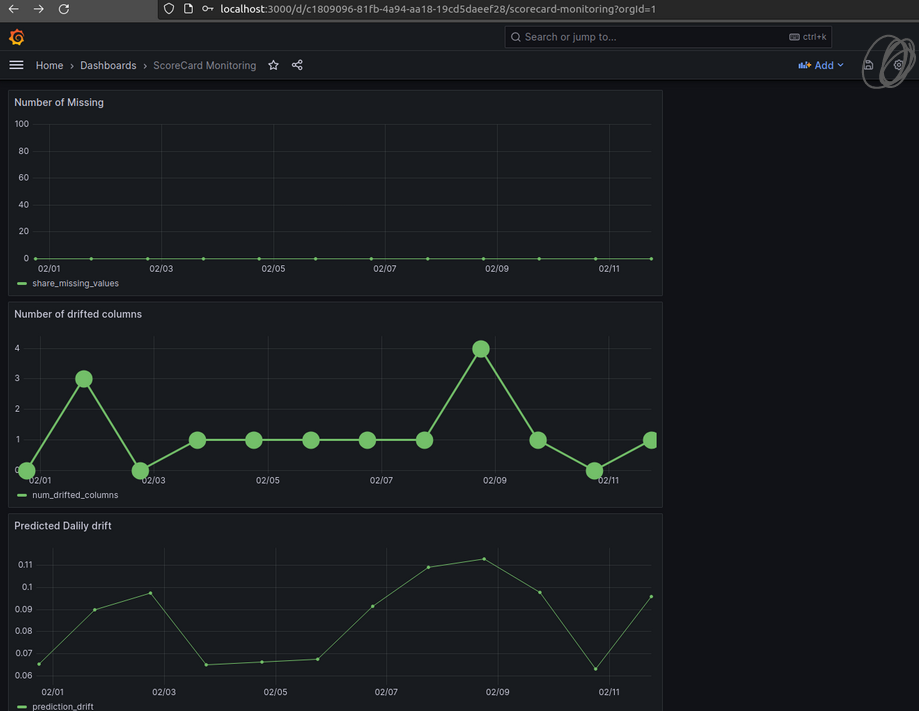 localhost:3000/d/c1809096-81fb-4a94-aa18-19cd5daeef28/scorecard-monitoring?orgId=1
Search or jump to...
ctrl+k
Home › Dashboards › ScoreCard Monitoring
Add
Number of Missing
100
80
60
40
20
0
02/01 02/03 02/05 02/07 02/09 02/11
share_missing_values
Number of drifted columns
4
3
2
1
0
02/01 02/03 02/05 02/07 02/09 02/11
num_drifted_columns
Predicted Dalily drift
0.11
0.1
0.09
0.08
0.07
0.06
02/01 02/03 02/05 02/07 02/09 02/11
prediction_drift